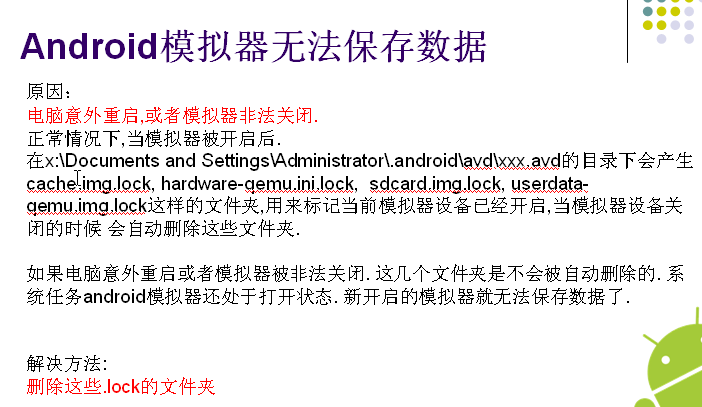 Android模拟器无法保存数据
原因：
电脑意外重启,或者模拟器非法关闭.
正常情况下,当模拟器被开启后.
在x:\Documents and Settings\Administrator\.android\avd\xxx.avd的目录下会产生
cache.img.lock, hardware-qemu.ini.lock,  sdcard.img.lock, userdata-
qemu.img.lock这样的文件夹,用来标记当前模拟器设备已经开启,当模拟器设备关
闭的时候 会自动删除这些文件夹.
如果电脑意外重启或者模拟器被非法关闭. 这几个文件夹是不会被自动删除的. 系
统任务android模拟器还处于打开状态. 新开启的模拟器就无法保存数据了.
解决方法:
删除这些.lock的文件夹